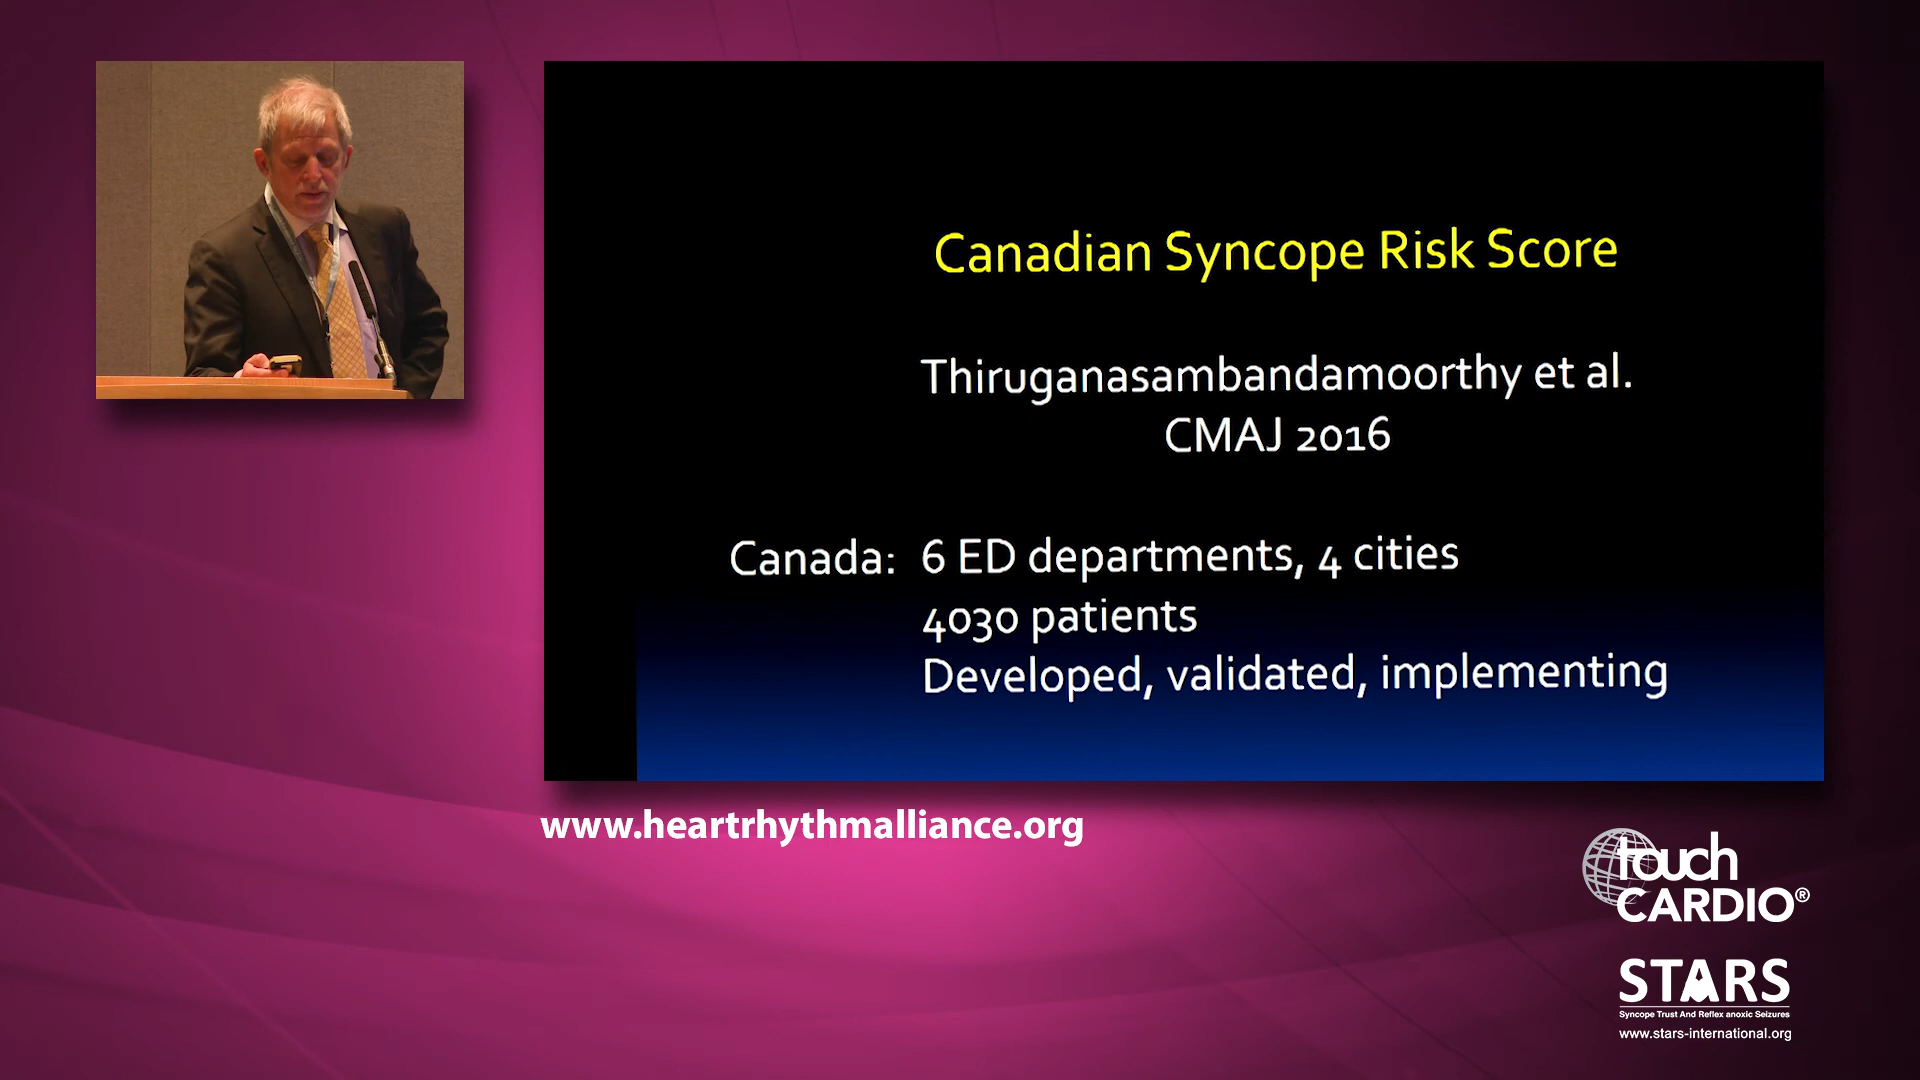 Canadian Syncope Risk Score
Thiruganasambandamoorthy et al.
CMAJ 2016
Canada: 6 ED departments, 4 cities
4030 patients
Developed, validated, implementing
www.heartrhythmalliance.org
touch
CARDIO®
STARS
Syncope Trust And Reflex anoxic Seizures
www.stars-international.org